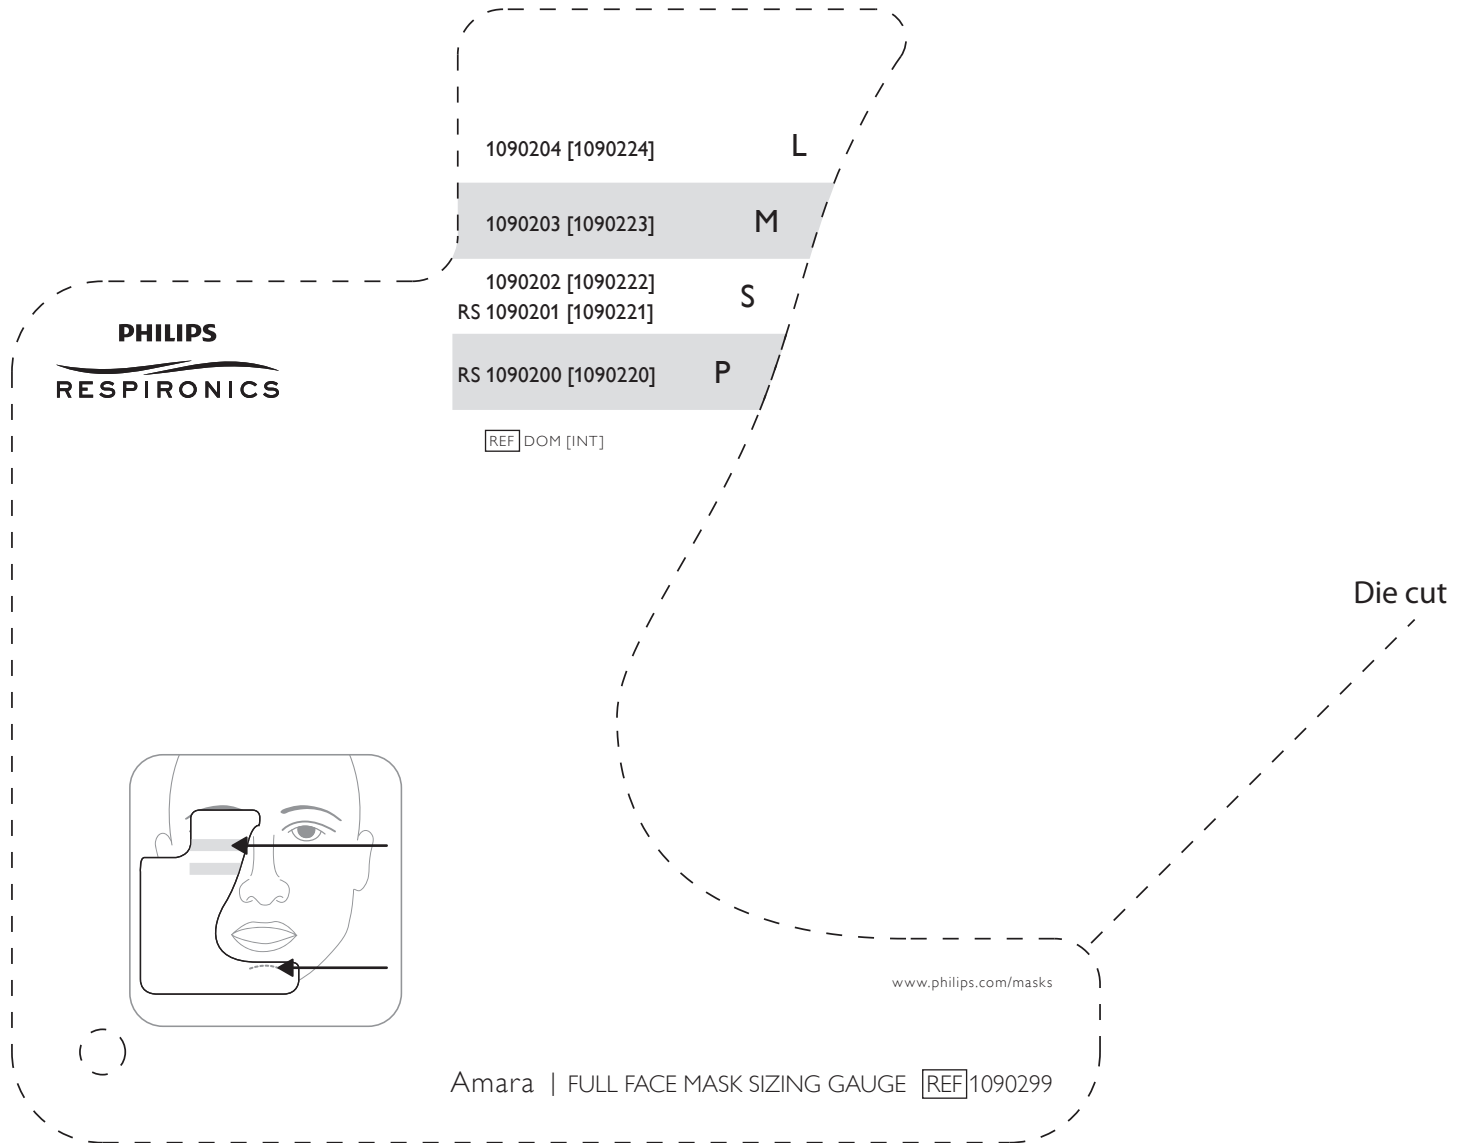 1090204 [1090224] L
1090203 [1090223] M
1090202 [1090222]
RS 1090201 [1090221] S
RS 1090200 [1090220] P
REF DOM [INT]
PHILIPS
RESPIRONICS
Die cut
www.philips.com/masks
Amara | FULL FACE MASK SIZING GAUGE REF 1090299